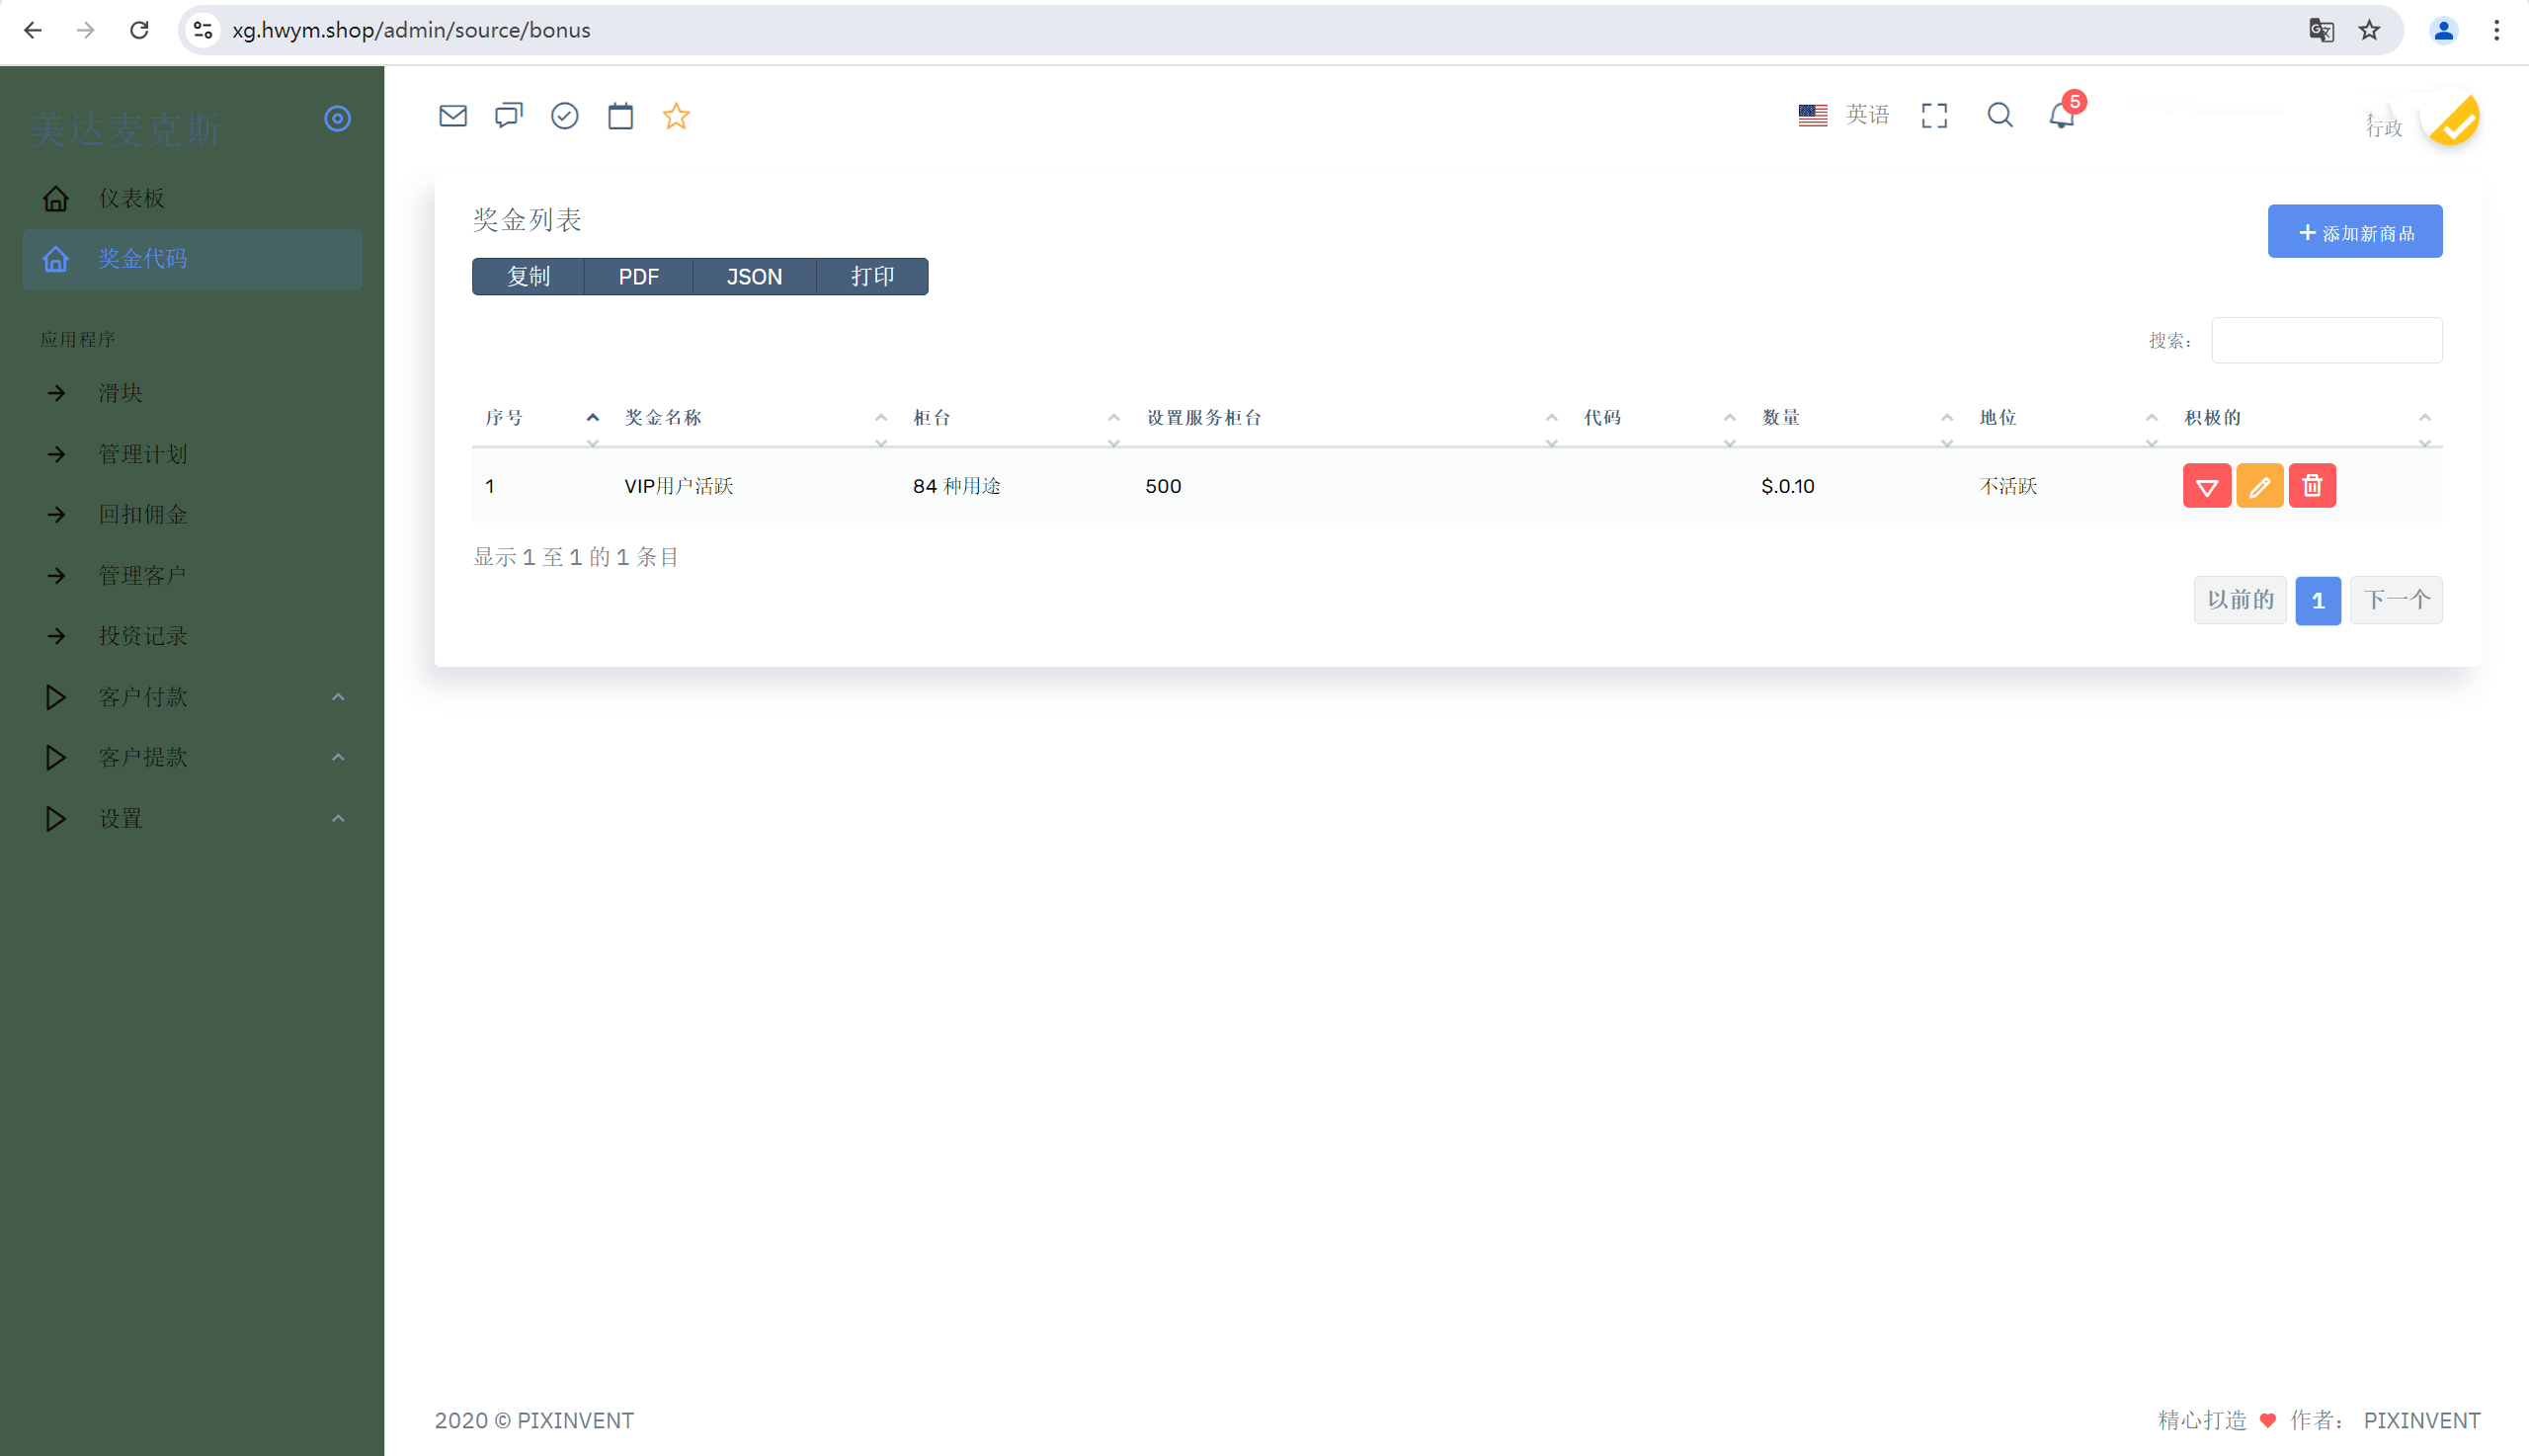 xg.hwym.shop/admin/source/bonus
美达麦克斯
仪表板
奖金代码
应用程序
滑块
管理计划
回扣佣金
管理客户
投资记录
客户付款
客户提款
设置
英语
5
行政
奖金列表
+ 添加新商品
复制 PDF JSON 打印
搜索：
序号 奖金名称 柜台 设置服务柜台 代码 数量 地位 积极的
1 VIP用户活跃 84 种用途 500 $.0.10 不活跃
显示 1 至 1 的 1 条目
以前的 1 下一个
2020 © PIXINVENT
精心打造 ♥ 作者： PIXINVENT